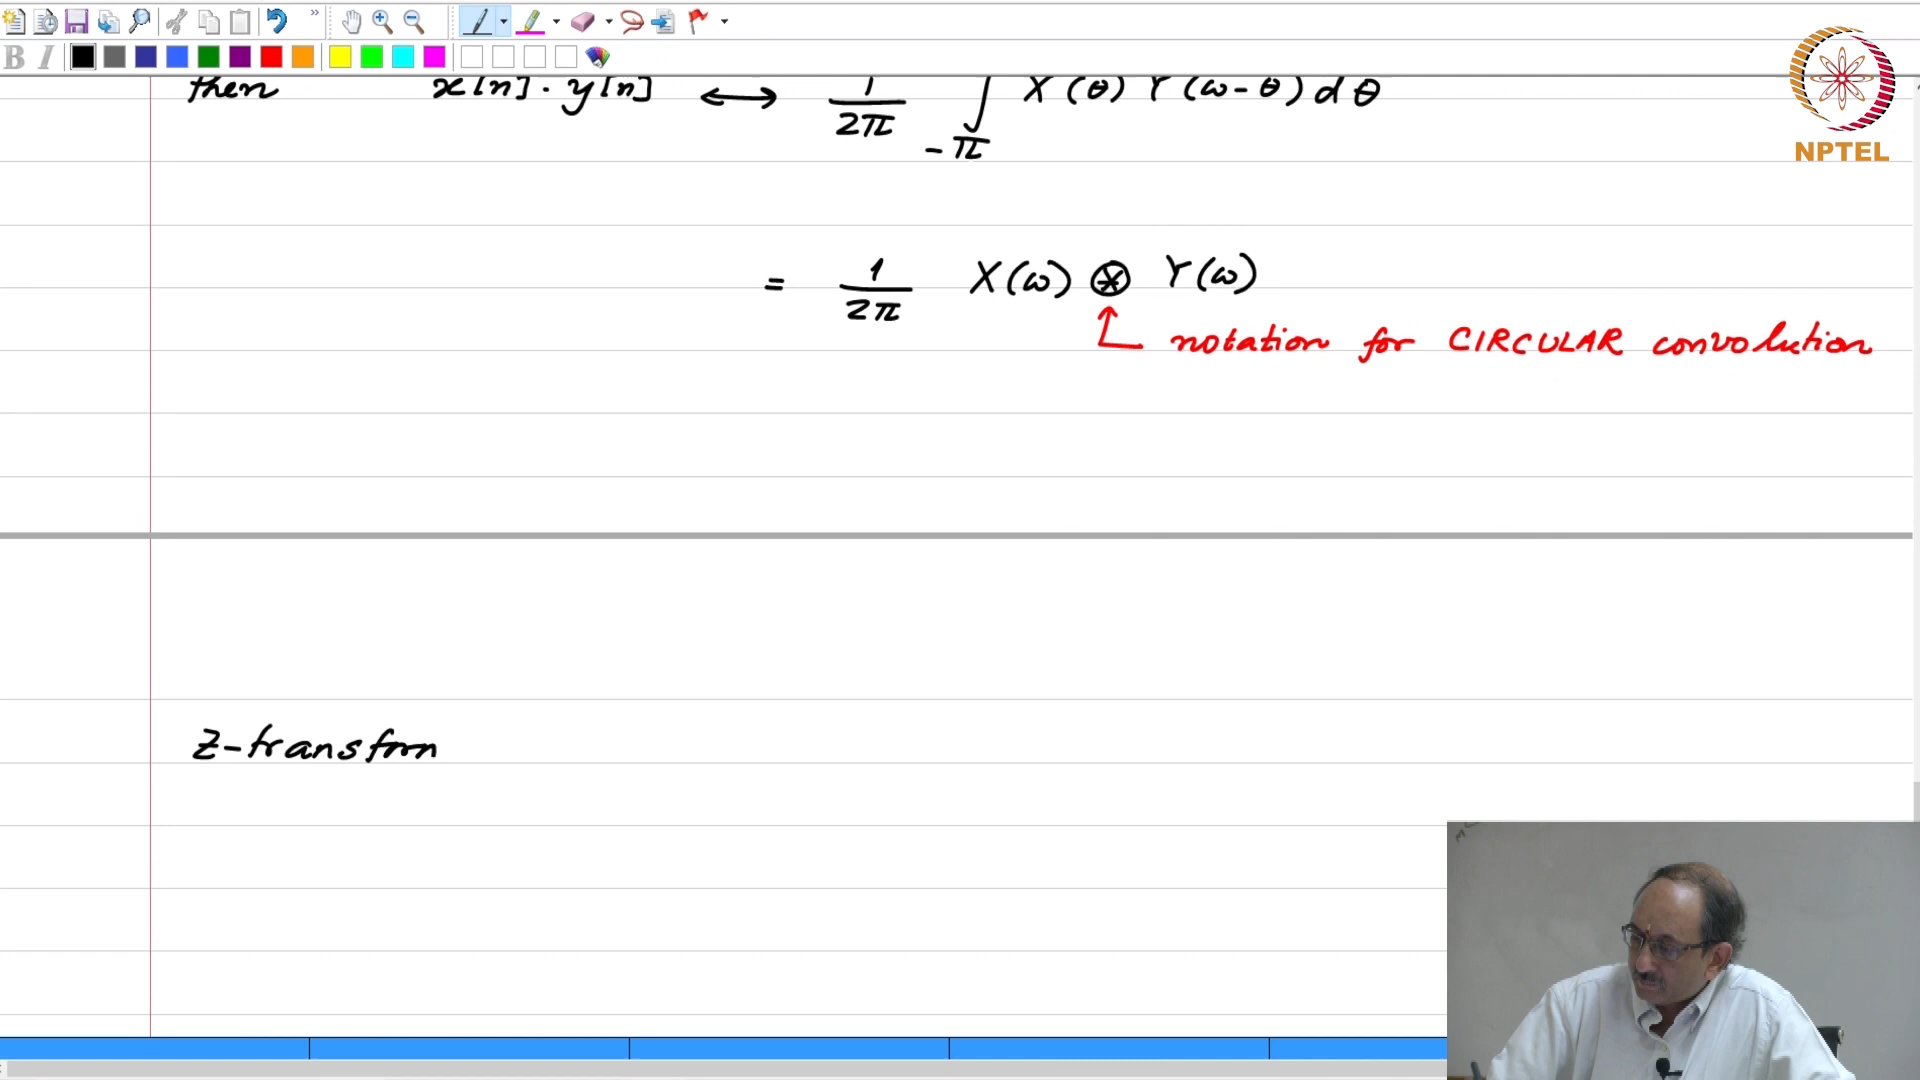 then x[n] · y[n] ⟷ 1/2π ∫_{-π} X(θ) Y(ω-θ) dθ
NPTEL
= 1/2π X(ω) ⊛ Y(ω)
notation for CIRCULAR convolution
Z-transform